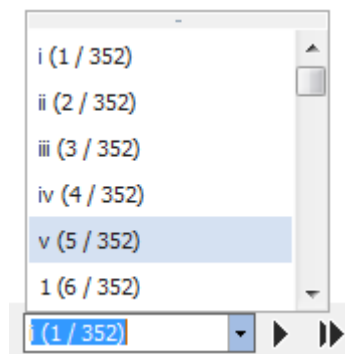 i (1 / 352)
ii (2 / 352)
iii (3 / 352)
iv (4 / 352)
v (5 / 352)
1 (6 / 352)
i (1 / 352)